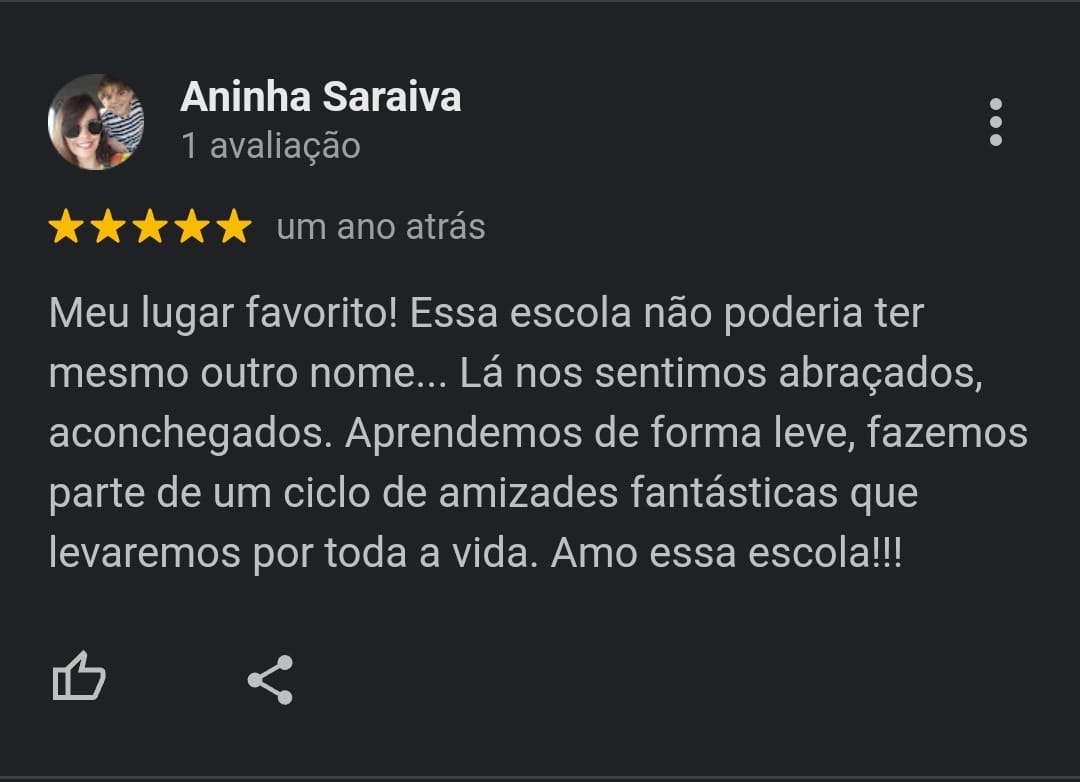 Aninha Saraiva
1 avaliação
um ano atrás
Meu lugar favorito! Essa escola não poderia ter
mesmo outro nome... Lá nos sentimos abraçados,
aconchegados. Aprendemos de forma leve, fazemos
parte de um ciclo de amizades fantásticas que
levaremos por toda a vida. Amo essa escola!!!